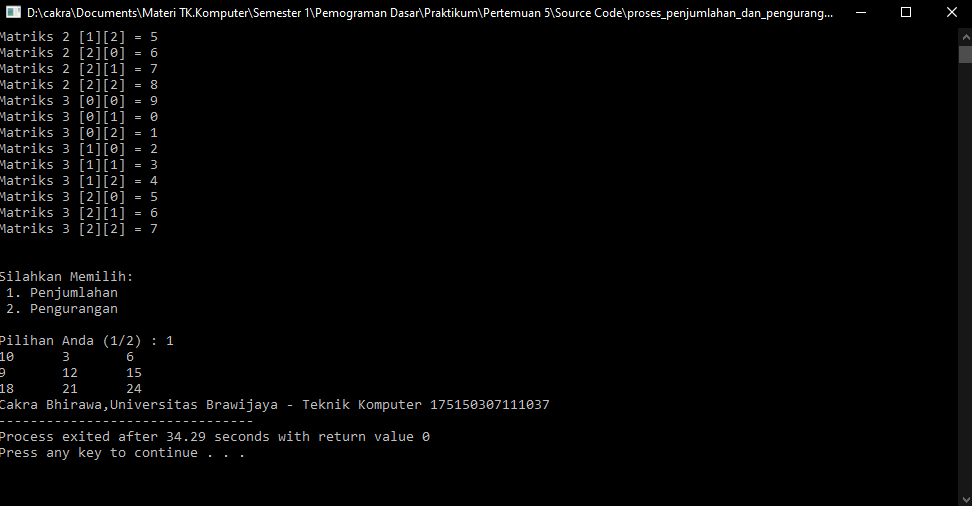 D:\cakra\Documents\Materi TK.Komputer\Semester 1\Pemograman Dasar\Praktikum\Pertemuan 5\Source Code\proses_penjumlahan_dan_pengurang...
Matriks 2 [1][2] = 5
Matriks 2 [2][0] = 6
Matriks 2 [2][1] = 7
Matriks 2 [2][2] = 8
Matriks 3 [0][0] = 9
Matriks 3 [0][1] = 0
Matriks 3 [0][2] = 1
Matriks 3 [1][0] = 2
Matriks 3 [1][1] = 3
Matriks 3 [1][2] = 4
Matriks 3 [2][0] = 5
Matriks 3 [2][1] = 6
Matriks 3 [2][2] = 7
Silahkan Memilih:
1. Penjumlahan
2. Pengurangan
Pilihan Anda (1/2) : 1
10 3 6
9 12 15
18 21 24
Cakra Bhirawa,Universitas Brawijaya - Teknik Komputer 175150307111037
--------------------------------
Process exited after 34.29 seconds with return value 0
Press any key to continue . . .